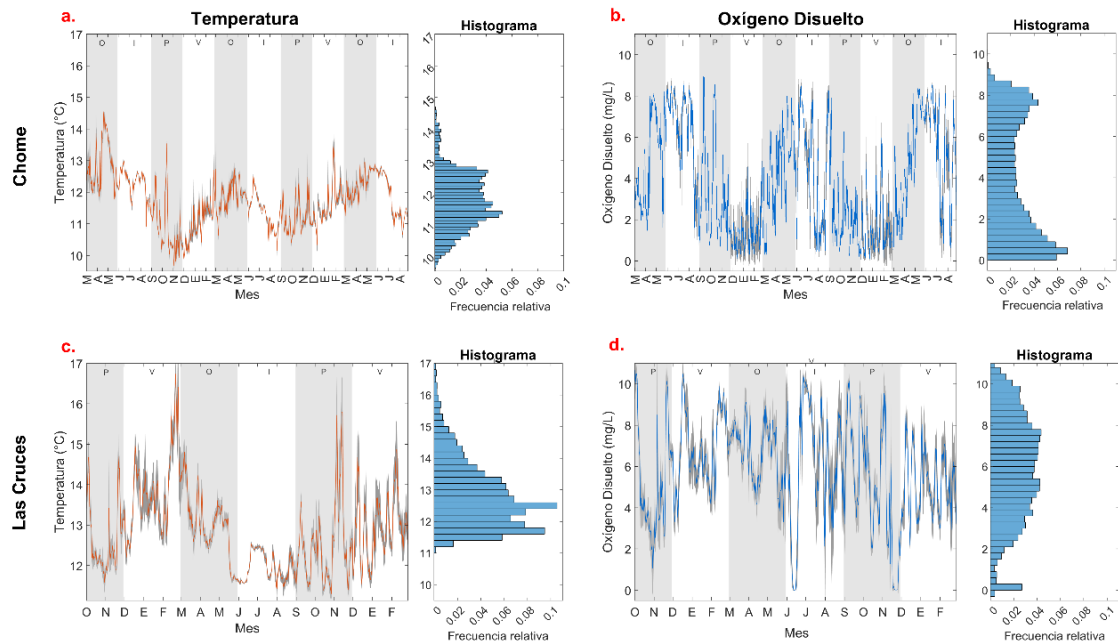 Temperatura
Oxígeno Disuelto
Chome
a.
O I P V O I P V O I
17
16
15
14
13
12
11
10
Temperatura (°C)
M A M J J A S O N D E F M A M J J A S O N D E F M A M J J A
Mes
Histograma
17
16
15
14
13
12
11
10
0 0.02 0.04 0.06 0.08 0.1
Frecuencia relativa
b.
O I P V O I P V O I
10
8
6
4
2
0
Oxígeno Disuelto (mg/L)
M A M J J A S O N D E F M A M J J A S O N D E F M A M J J A
Mes
Histograma
10
8
6
4
2
0
0 0.02 0.04 0.06 0.08 0.1
Frecuencia relativa
Las Cruces
c.
P V O I P V
17
16
15
14
13
12
Temperatura (°C)
O N D E F M A M J J A S O N D E F
Mes
Histograma
17
16
15
14
13
12
11
10
0 0.02 0.04 0.06 0.08 0.1
Frecuencia relativa
d.
P V O I P V
10
8
6
4
2
0
Oxígeno Disuelto (mg/L)
O N D E F M A M J J A S O N D E F
Mes
Histograma
10
8
6
4
2
0
0 0.02 0.04 0.06 0.08 0.1
Frecuencia relativa